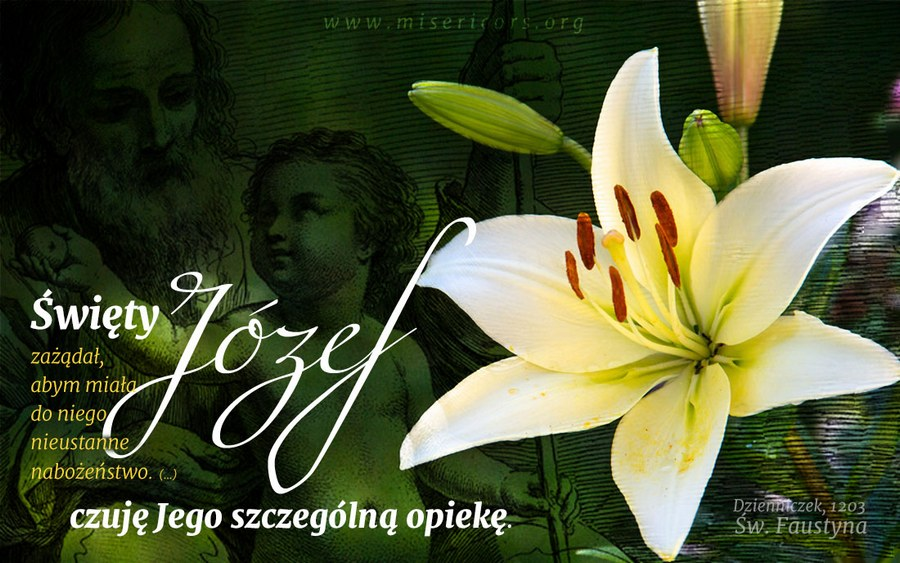 www.misericors.org
Święty Józef
zażądał,
abym miała
do niego
nieustanne
nabożeństwo. (...)
czuję Jego szczególną opiekę.
Dzienniczek, 1203
Św. Faustyna